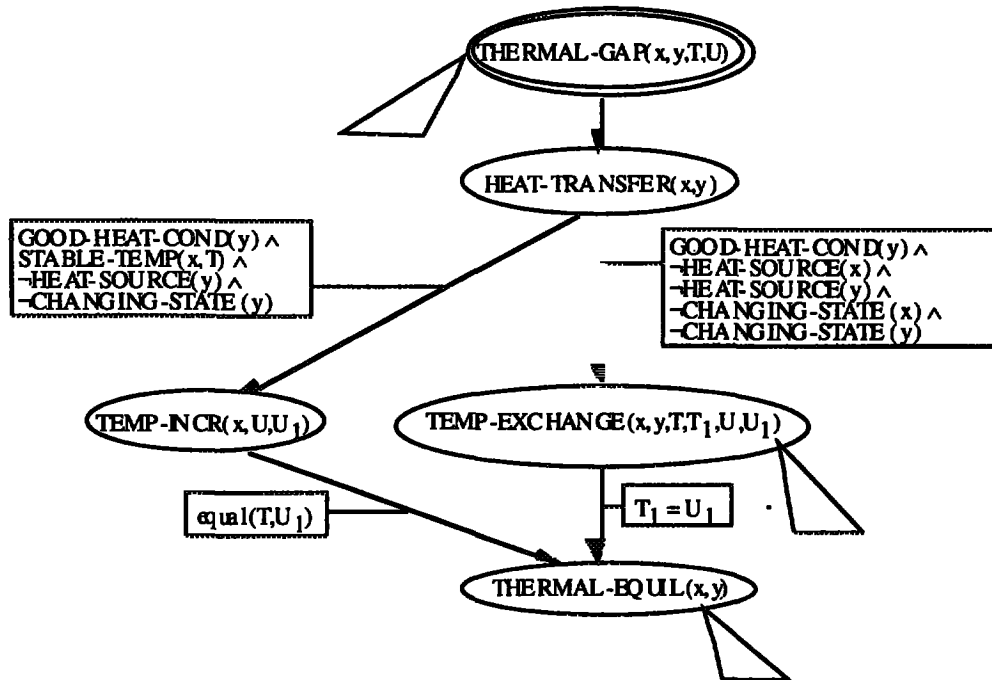 THERMAL-GAP(x,y,T,U)
HEAT-TRANSFER(x,y)
GOOD-HEAT-COND(y) ∧
STABLE-TEMP(x,T) ∧
¬HEAT-SOURCE(y) ∧
¬CHANGING-STATE(y)
GOOD-HEAT-COND(y) ∧
¬HEAT-SOURCE(x) ∧
¬HEAT-SOURCE(y) ∧
¬CHANGING-STATE(x) ∧
¬CHANGING-STATE(y)
TEMP-INCR(x,U,U₁)
TEMP-EXCHANGE(x,y,T,T₁,U,U₁)
equal(T,U₁)
T₁ = U₁
THERMAL-EQUIL(x,y)